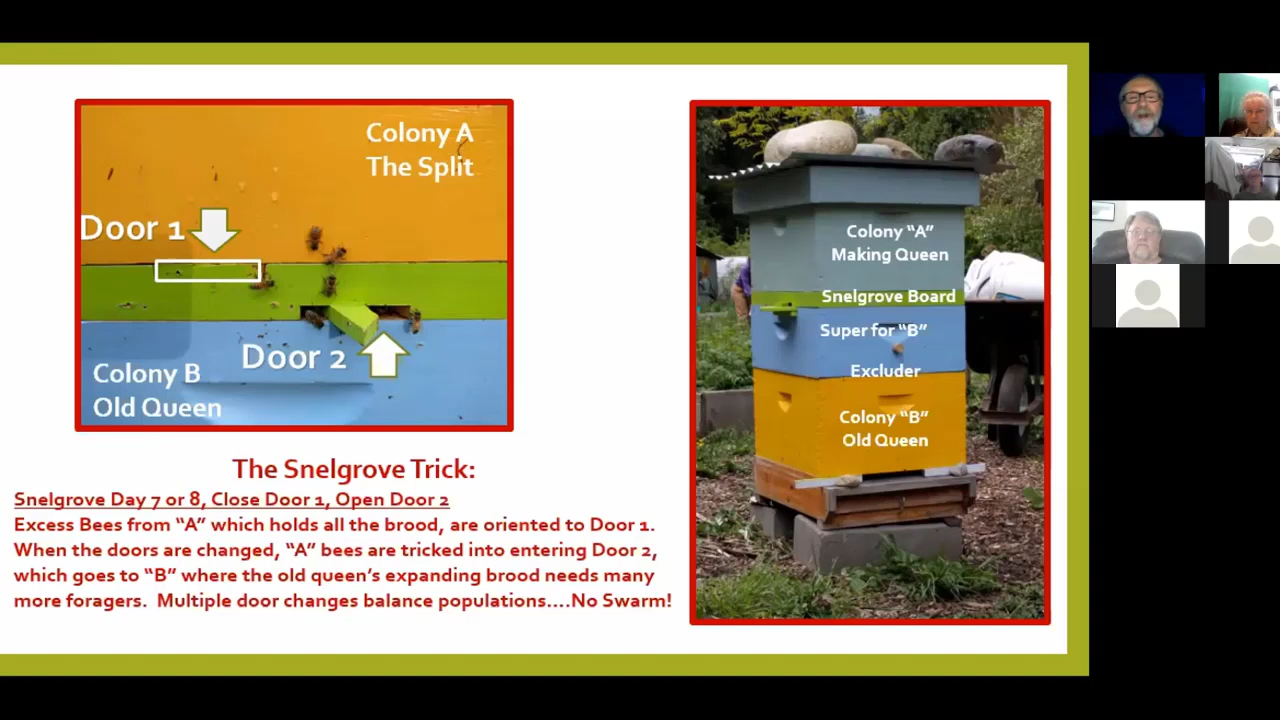 Colony A
The Split
Door 1
Door 2
Colony B
Old Queen
Colony “A”
Making Queen
Snelgrove Board
Super for “B”
Excluder
Colony “B”
Old Queen
The Snelgrove Trick:
Snelgrove Day 7 or 8, Close Door 1, Open Door 2
Excess Bees from “A” which holds all the brood, are oriented to Door 1.
When the doors are changed, “A” bees are tricked into entering Door 2,
which goes to “B” where the old queen’s expanding brood needs many
more foragers.  Multiple door changes balance populations....No Swarm!